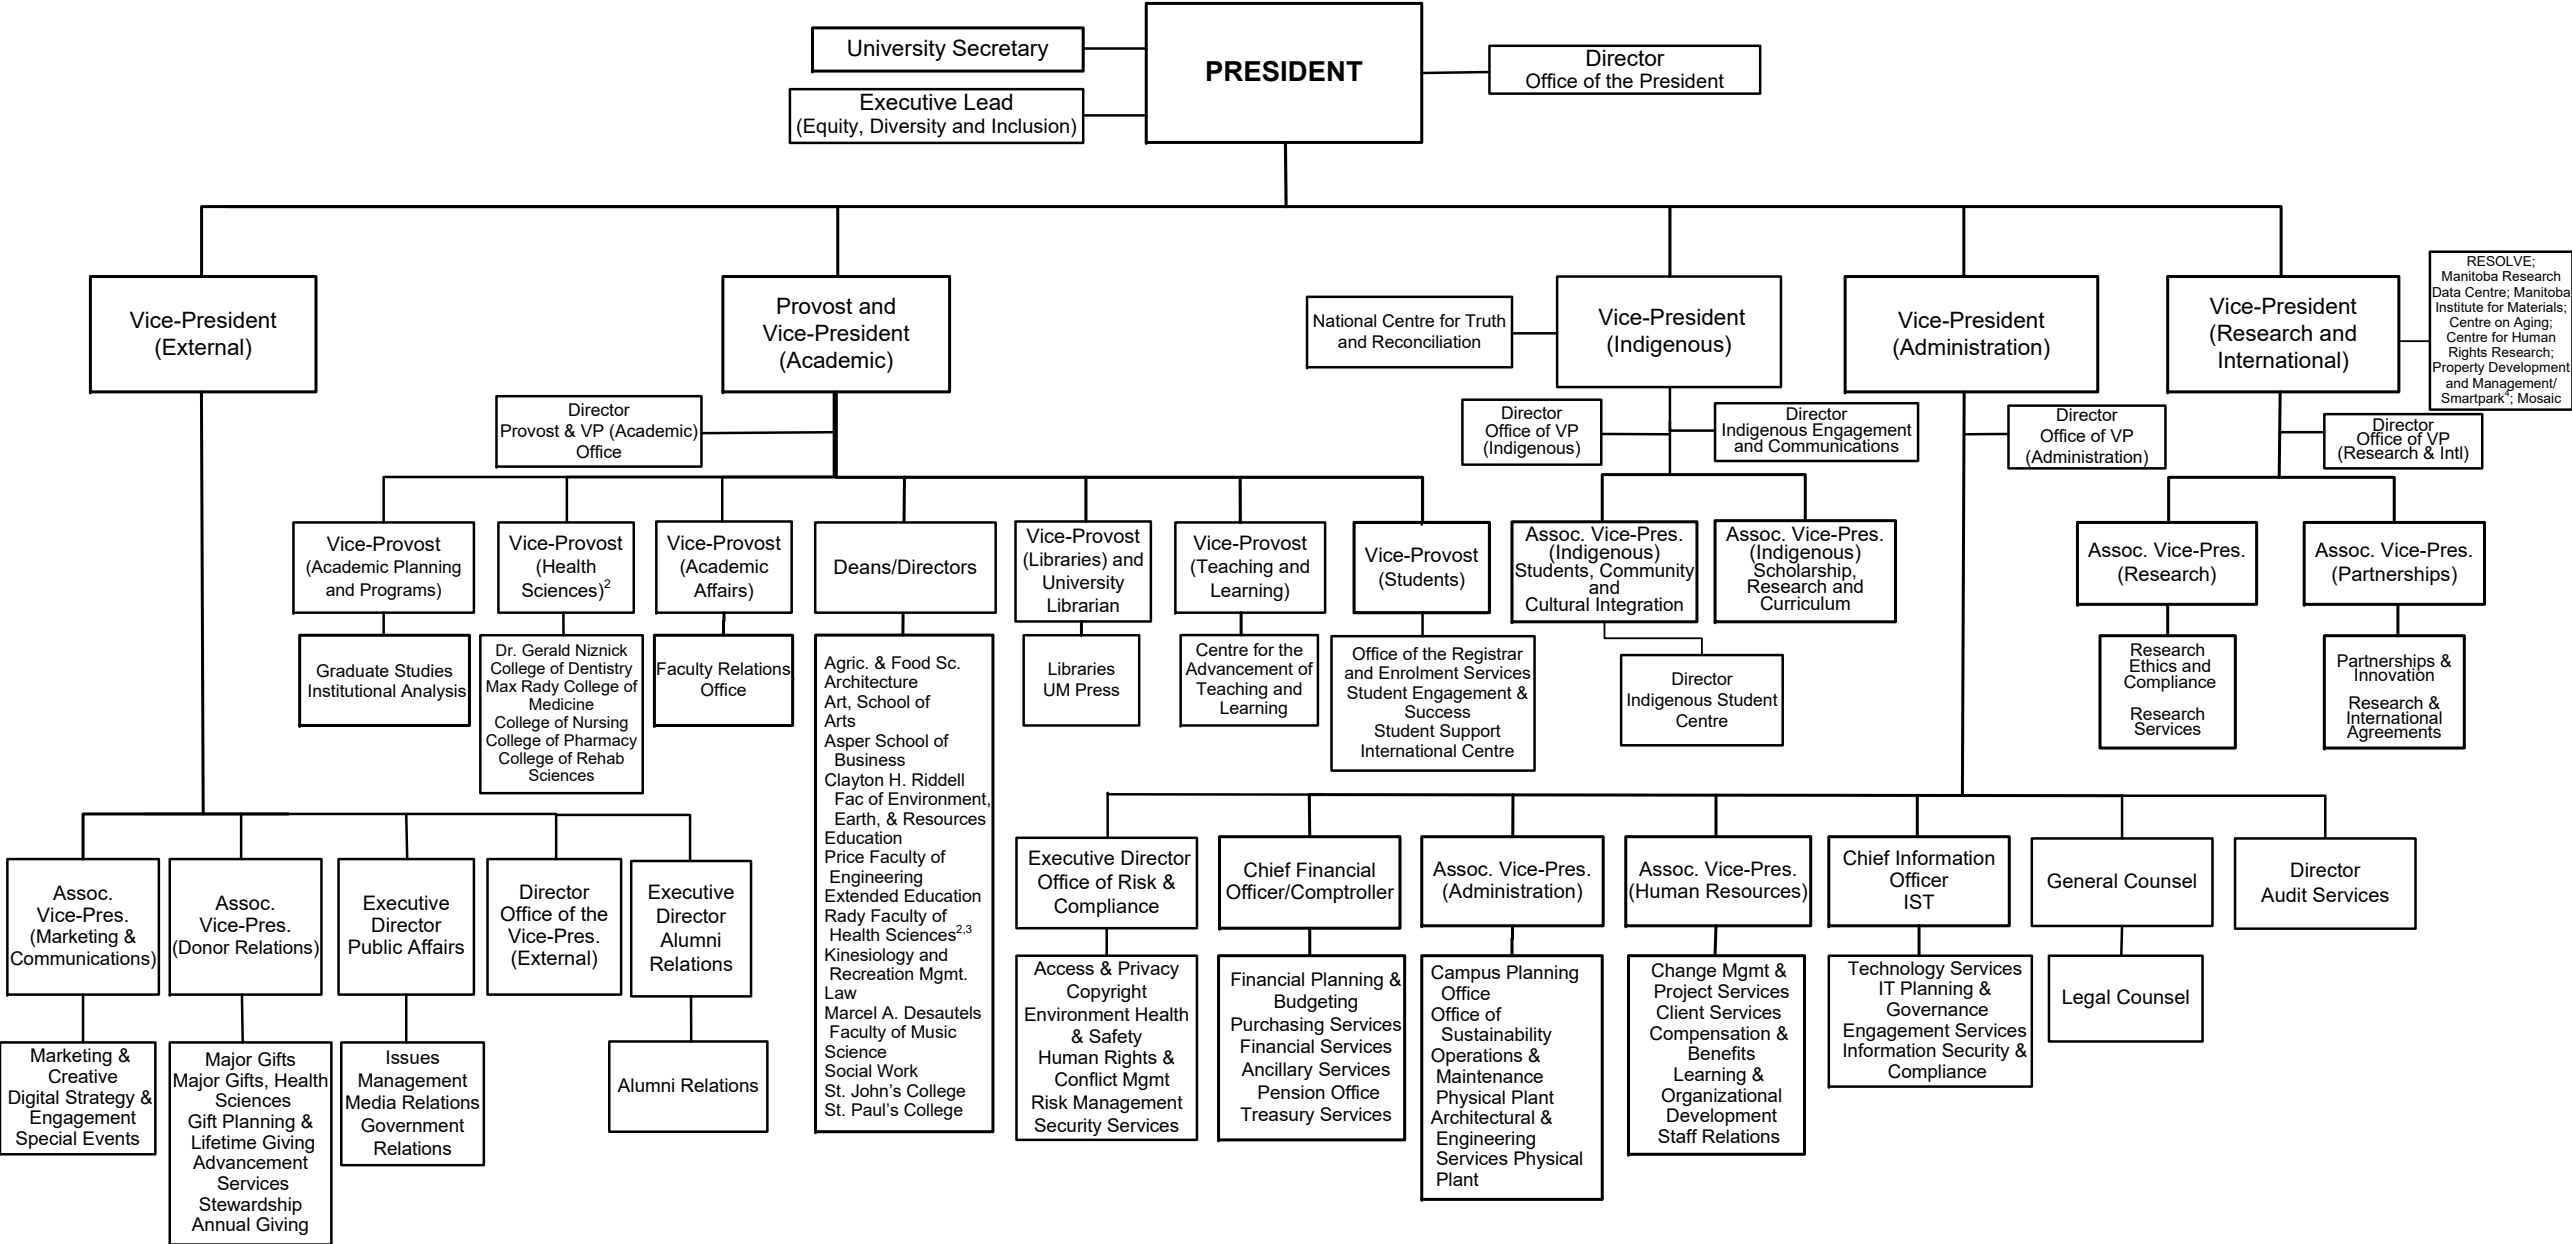 University Secretary
PRESIDENT
Director
Office of the President
Executive Lead
(Equity, Diversity and Inclusion)
Vice-President
(External)
Provost and
Vice-President
(Academic)
National Centre for Truth
and Reconciliation
Vice-President
(Indigenous)
Vice-President
(Administration)
Vice-President
(Research and
International)
RESOLVE;
Manitoba Research
Data Centre; Manitoba
Institute for Materials;
Centre on Aging;
Centre for Human
Rights Research;
Property Development
and Management/
Smartpark⁴; Mosaic
Director
Provost & VP (Academic)
Office
Director
Office of VP
(Indigenous)
Director
Indigenous Engagement
and Communications
Director
Office of VP
(Administration)
Director
Office of VP
(Research & Intl)
Vice-Provost
(Academic Planning
and Programs)
Vice-Provost
(Health
Sciences)²
Vice-Provost
(Academic
Affairs)
Deans/Directors
Vice-Provost
(Libraries) and
University
Librarian
Vice-Provost
(Teaching and
Learning)
Vice-Provost
(Students)
Assoc. Vice-Pres.
(Indigenous)
Students, Community
and
Cultural Integration
Assoc. Vice-Pres.
(Indigenous)
Scholarship,
Research and
Curriculum
Assoc. Vice-Pres.
(Research)
Assoc. Vice-Pres.
(Partnerships)
Graduate Studies
Institutional Analysis
Dr. Gerald Niznick
College of Dentistry
Max Rady College of
Medicine
College of Nursing
College of Pharmacy
College of Rehab
Sciences
Faculty Relations
Office
Agric. & Food Sc.
Architecture
Art, School of
Arts
Asper School of
Business
Clayton H. Riddell
Fac of Environment,
Earth, & Resources
Education
Price Faculty of
Engineering
Extended Education
Rady Faculty of
Health Sciences²,³
Kinesiology and
Recreation Mgmt.
Law
Marcel A. Desautels
Faculty of Music
Science
Social Work
St. John’s College
St. Paul’s College
Libraries
UM Press
Centre for the
Advancement of
Teaching and
Learning
Office of the Registrar
and Enrolment Services
Student Engagement &
Success
Student Support
International Centre
Director
Indigenous Student
Centre
Research
Ethics and
Compliance
Research
Services
Partnerships &
Innovation
Research &
International
Agreements
Assoc.
Vice-Pres.
(Marketing &
Communications)
Assoc.
Vice-Pres.
(Donor Relations)
Executive
Director
Public Affairs
Director
Office of the
Vice-Pres.
(External)
Executive
Director
Alumni
Relations
Executive Director
Office of Risk &
Compliance
Chief Financial
Officer/Comptroller
Assoc. Vice-Pres.
(Administration)
Assoc. Vice-Pres.
(Human Resources)
Chief Information
Officer
IST
General Counsel
Director
Audit Services
Marketing &
Creative
Digital Strategy &
Engagement
Special Events
Major Gifts
Major Gifts, Health
Sciences
Gift Planning &
Lifetime Giving
Advancement
Services
Stewardship
Annual Giving
Issues
Management
Media Relations
Government
Relations
Alumni Relations
Access & Privacy
Copyright
Environment Health
& Safety
Human Rights &
Conflict Mgmt
Risk Management
Security Services
Financial Planning &
Budgeting
Purchasing Services
Financial Services
Ancillary Services
Pension Office
Treasury Services
Campus Planning
Office
Office of
Sustainability
Operations &
Maintenance
Physical Plant
Architectural &
Engineering
Services Physical
Plant
Change Mgmt &
Project Services
Client Services
Compensation &
Benefits
Learning &
Organizational
Development
Staff Relations
Technology Services
IT Planning &
Governance
Engagement Services
Information Security &
Compliance
Legal Counsel